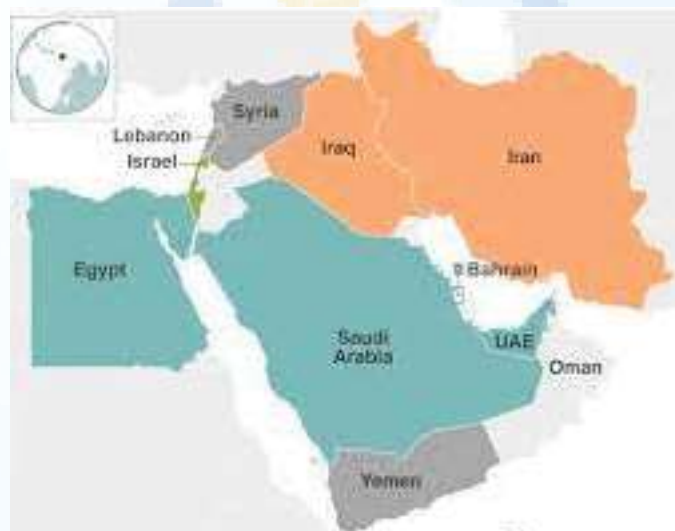 Syria
Lebanon
Israel
Iraq
Iran
Egypt
Bahrain
Saudi
Arabia
UAE
Oman
Yemen